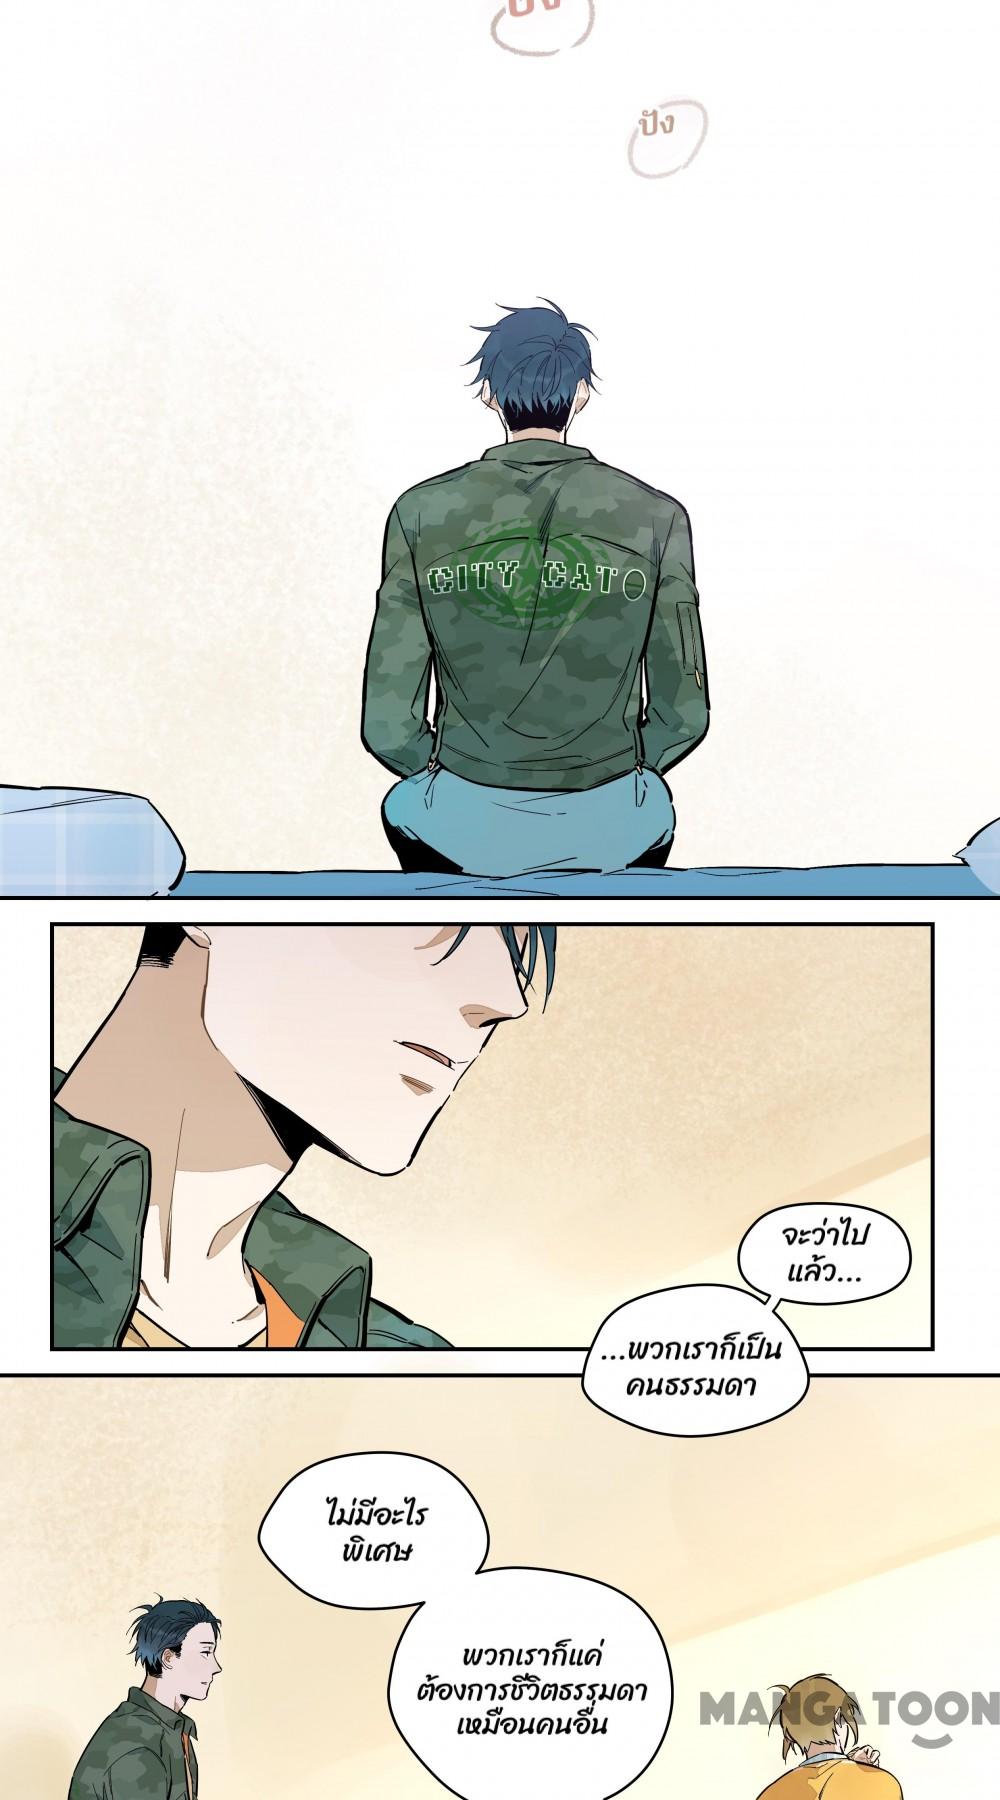 ปัง
ปัง
CITY CAT
จะว่าไป
แล้ว...
...พวกเราก็เป็น
คนธรรมดา
ไม่มีอะไร
พิเศษ
พวกเราก็แค่
ต้องการชีวิตธรรมดา
เหมือนคนอื่น
MANGATOON